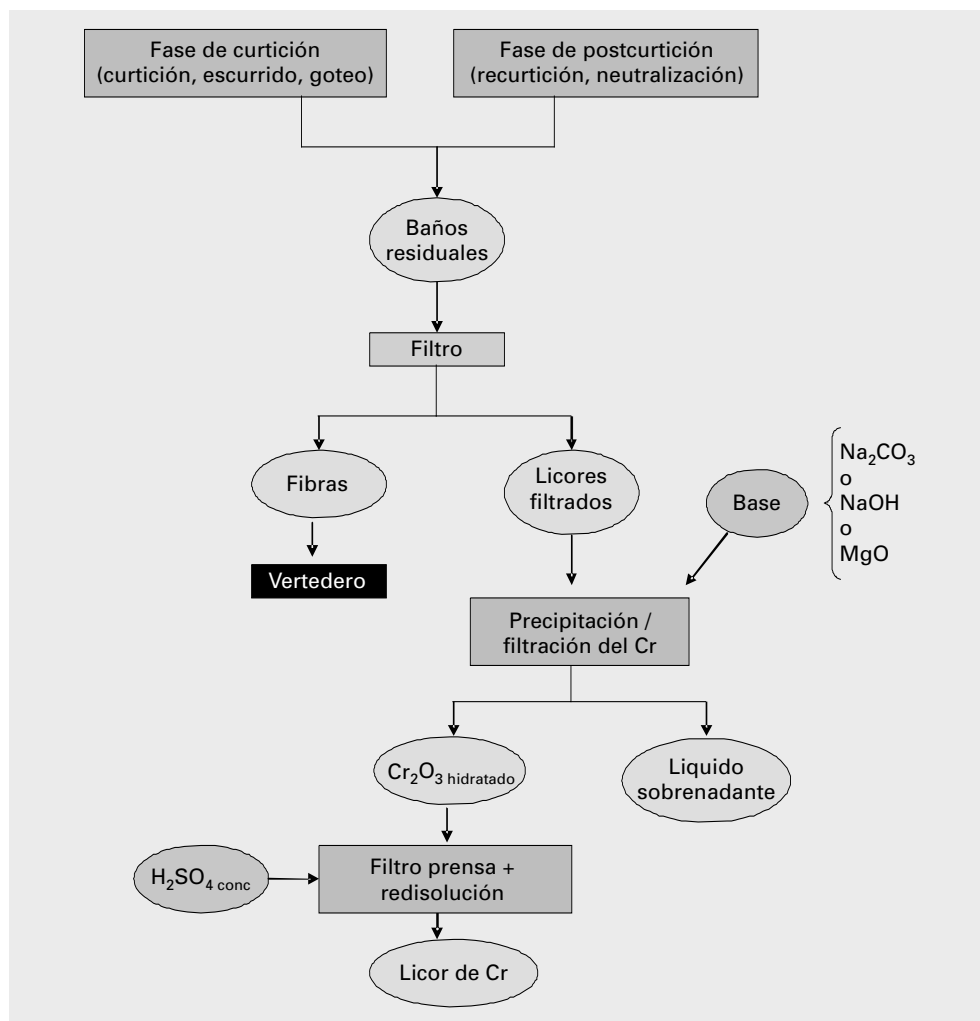 Fase de curtición
(curtición, escurrido, goteo)
Fase de postcurtición
(recurtición, neutralización)
Baños
residuales
Filtro
Fibras
Licores
filtrados
Base
Na₂CO₃
o
NaOH
o
MgO
Vertedero
Precipitación /
filtración del Cr
Cr₂O₃ hidratado
Liquido
sobrenadante
H₂SO₄ conc
Filtro prensa +
redisolución
Licor de Cr